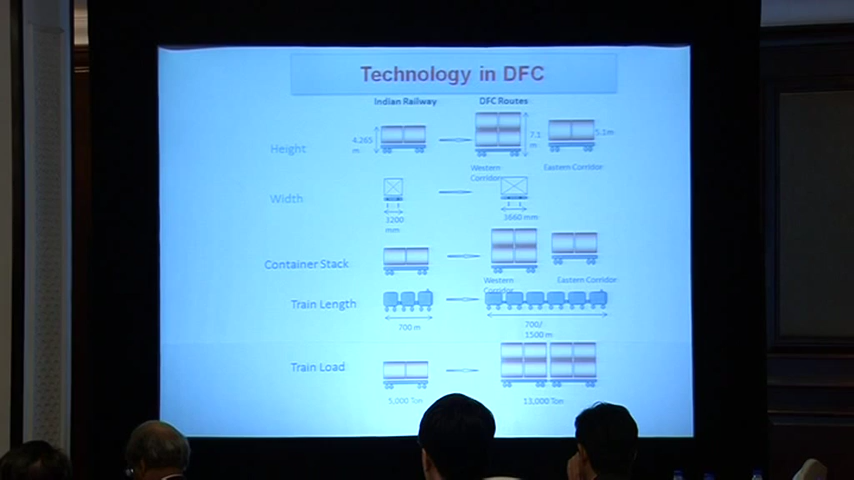 Technology in DFC
Indian Railway
DFC Routes
Height
4.265
m
7.1
m
5.1m
Western
Corridor
Eastern Corridor
Width
3200
mm
3660 mm
Container Stack
Western
Corridor
Eastern Corridor
Train Length
700 m
700/
1500 m
Train Load
5,000 Ton
13,000 Ton